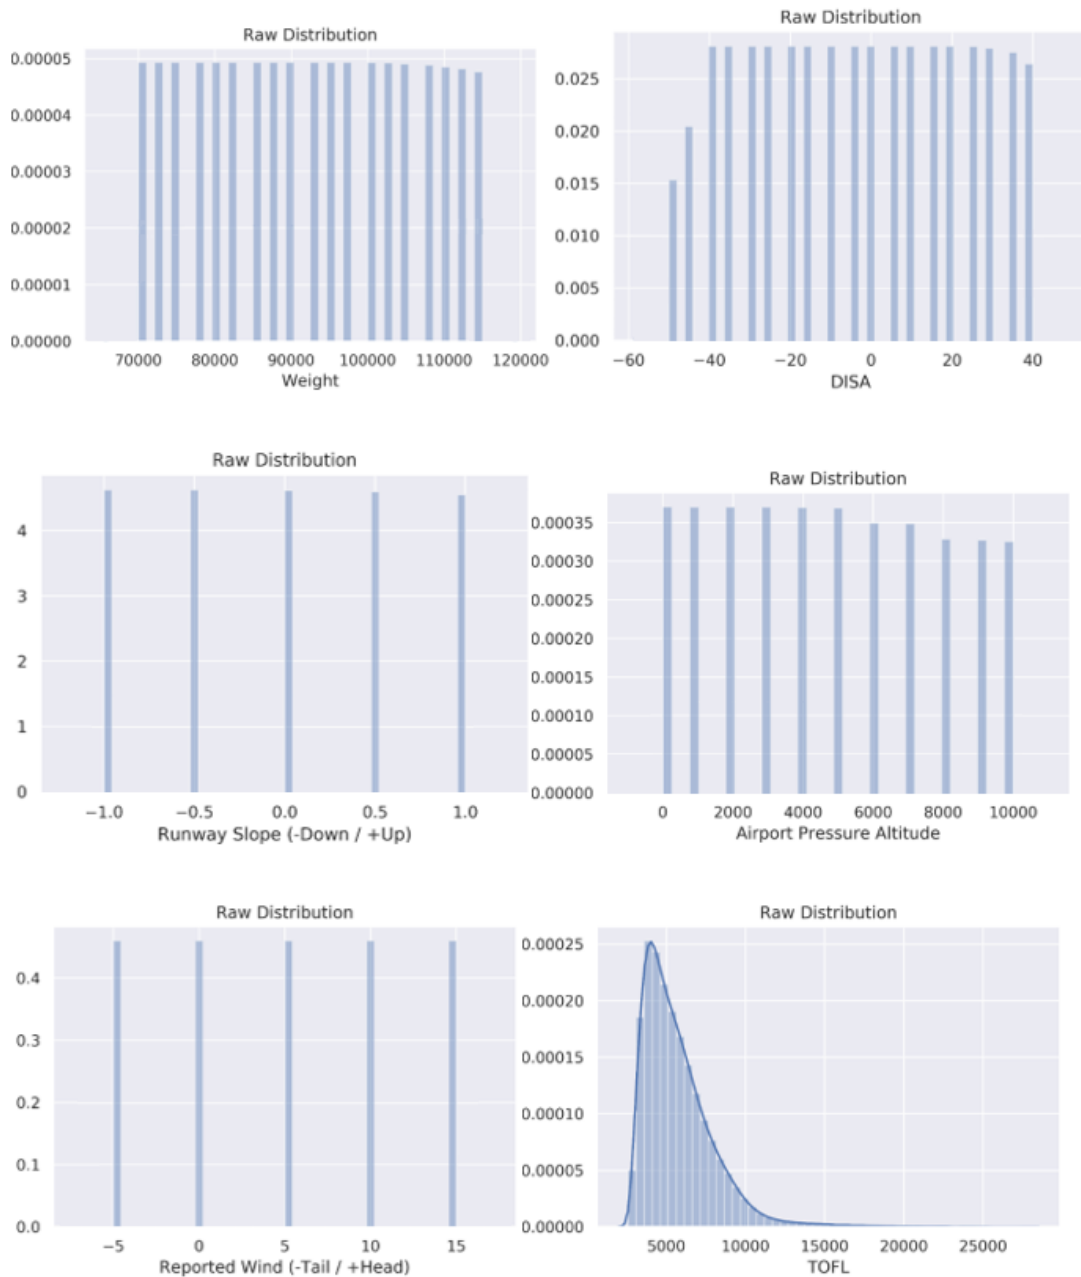 Raw Distribution
0.00005
0.00004
0.00003
0.00002
0.00001
0.00000
70000 80000 90000 100000 110000 120000
Weight
Raw Distribution
0.025
0.020
0.015
0.010
0.005
0.000
−60 −40 −20 0 20 40
DISA
Raw Distribution
4
3
2
1
0
−1.0 −0.5 0.0 0.5 1.0
Runway Slope (-Down / +Up)
Raw Distribution
0.00035
0.00030
0.00025
0.00020
0.00015
0.00010
0.00005
0.00000
0 2000 4000 6000 8000 10000
Airport Pressure Altitude
Raw Distribution
0.4
0.3
0.2
0.1
0.0
−5 0 5 10 15
Reported Wind (-Tail / +Head)
Raw Distribution
0.00025
0.00020
0.00015
0.00010
0.00005
0.00000
5000 10000 15000 20000 25000
TOFL